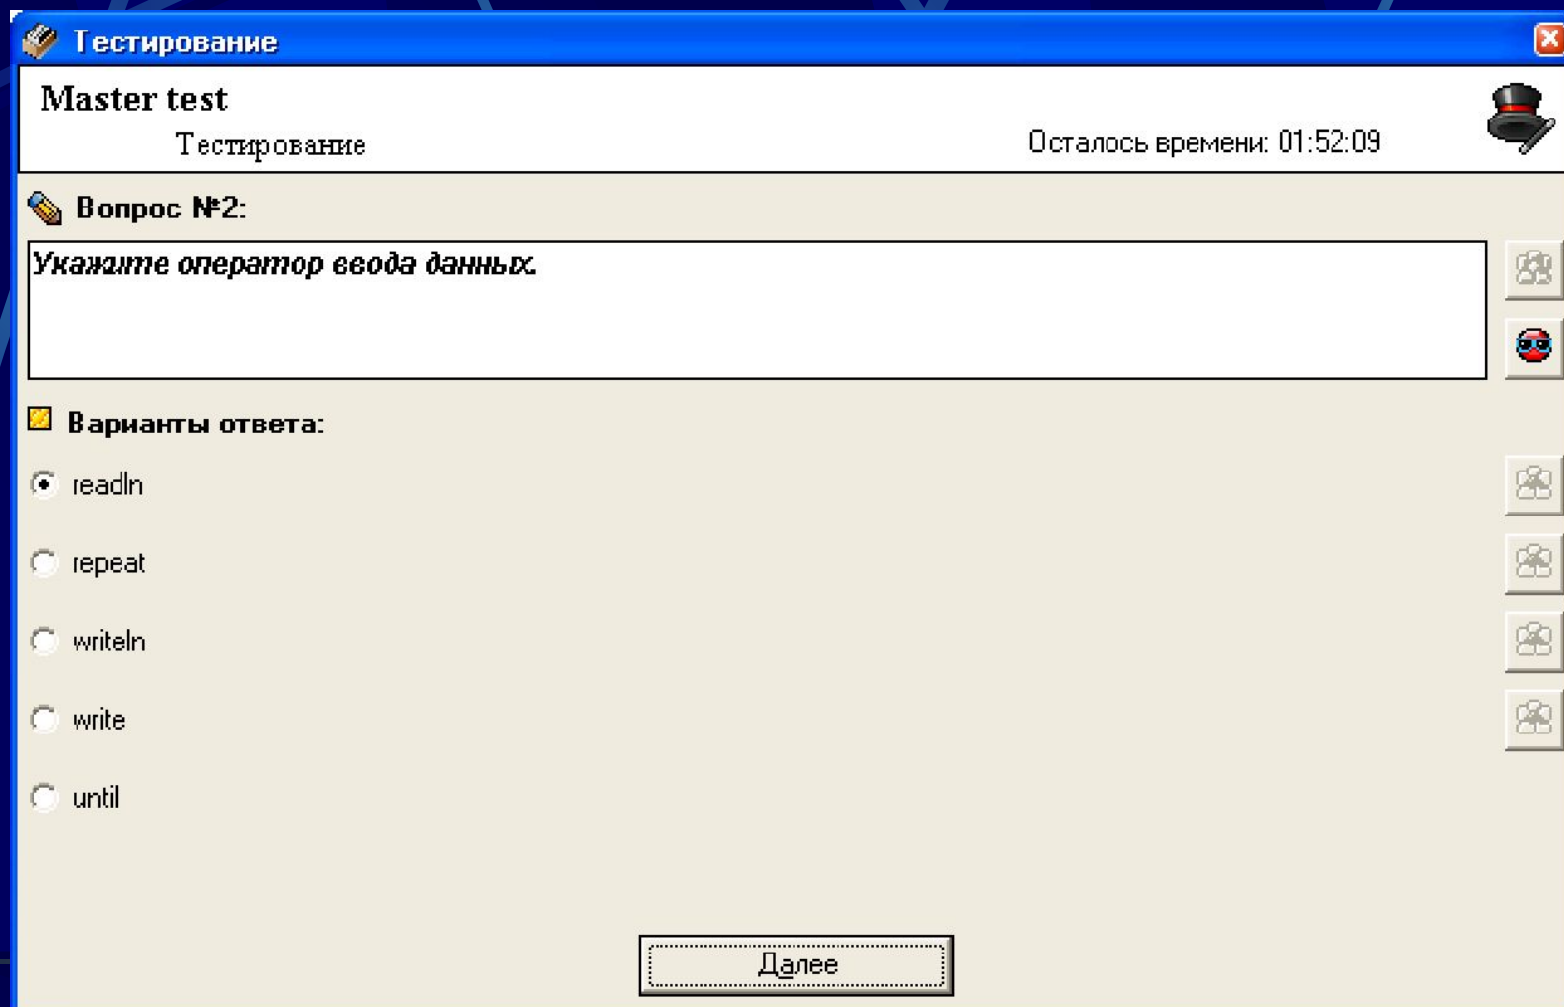 Тестирование
Master test
Тестирование
Осталось времени: 01:52:09
Вопрос №2:
Укажите оператор ввода данных.
Варианты ответа:
readln
repeat
writeln
write
until
Далее